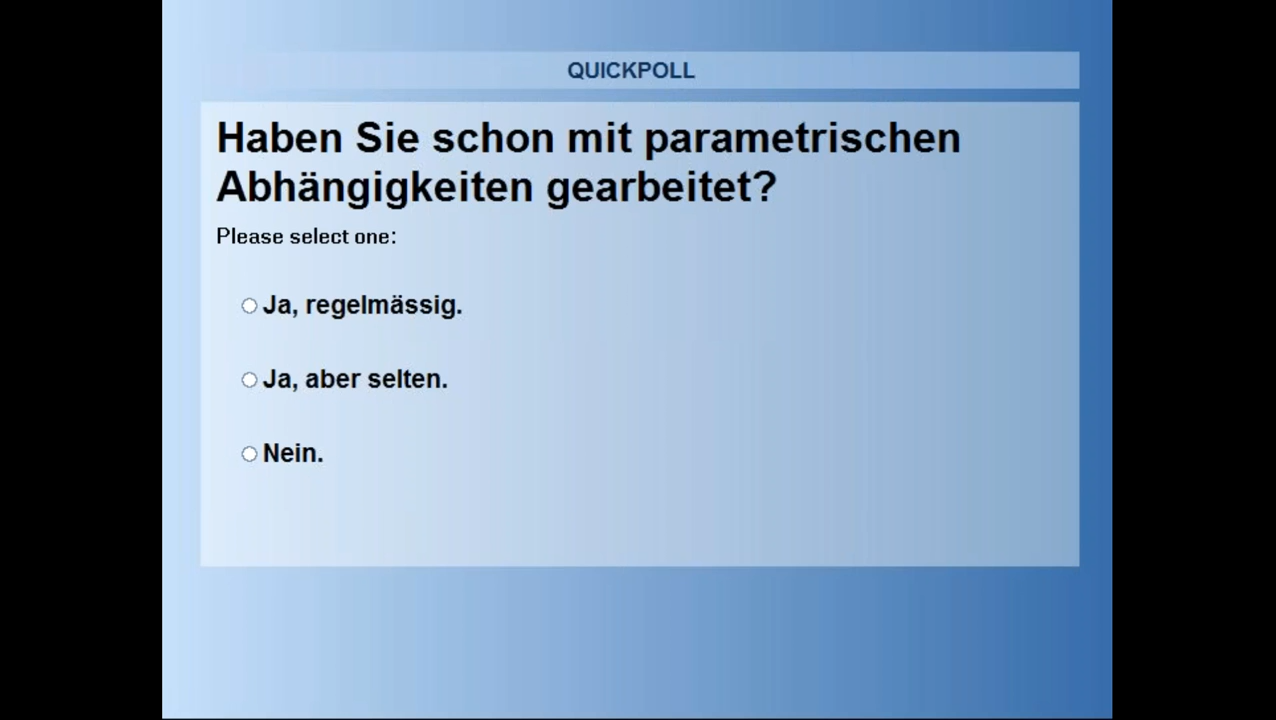 QUICKPOLL
Haben Sie schon mit parametrischen
Abhängigkeiten gearbeitet?
Please select one:
Ja, regelmässig.
Ja, aber selten.
Nein.